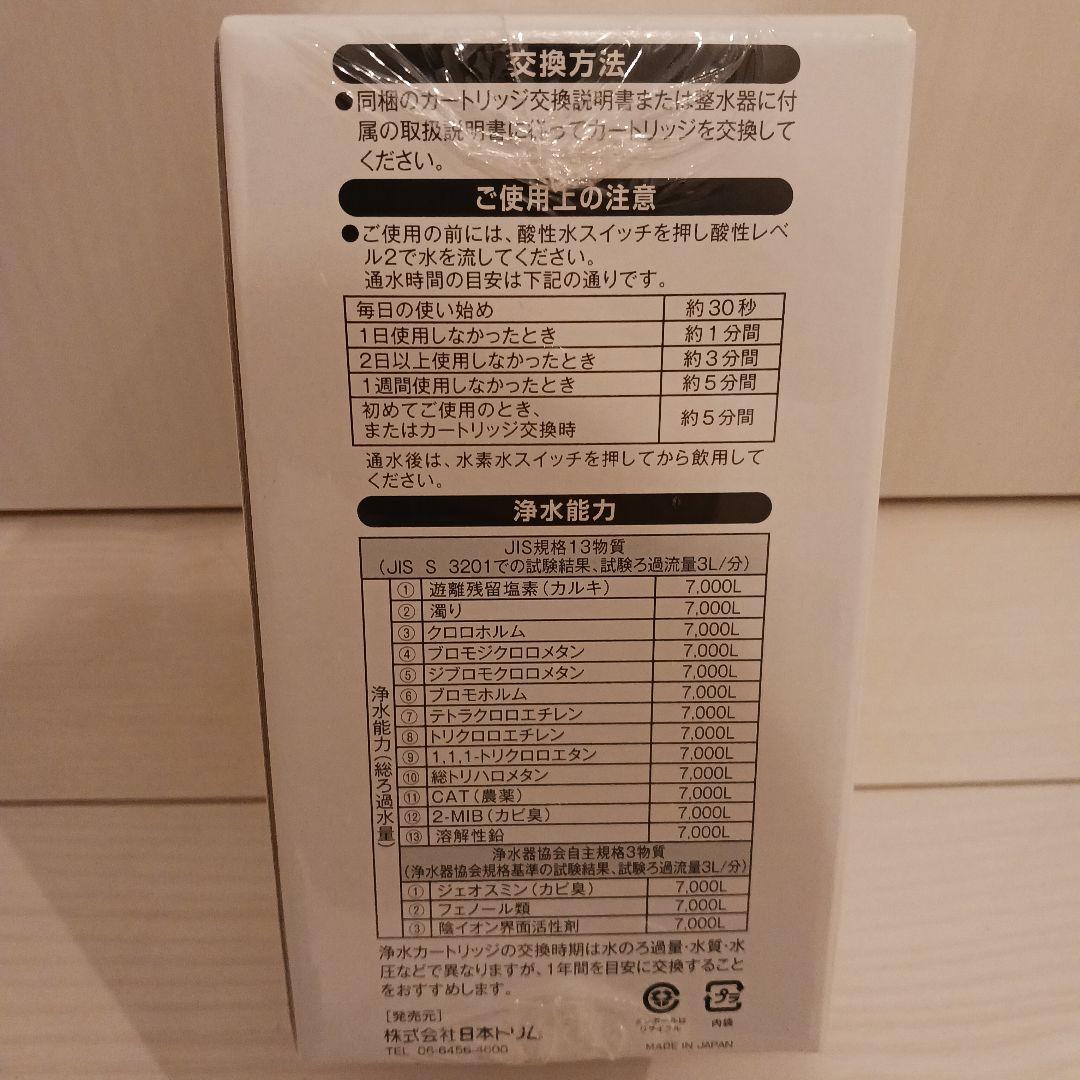 交換方法
●同梱のカートリッジ交換説明書または整水器に付
属の取扱説明書に従ってカートリッジを交換して
ください。
ご使用上の注意
●ご使用の前には、酸性水スイッチを押し酸性レベ
ル2で水を流してください。
通水時間の目安は下記の通りです。
毎日の使い始め 約30秒
1日使用しなかったとき 約1分間
2日以上使用しなかったとき 約3分間
1週間使用しなかったとき 約5分間
初めてご使用のとき、
またはカートリッジ交換時 約5分間
通水後は、水素水スイッチを押してから飲用して
ください。
浄水能力
JIS規格13物質
(JIS S 3201での試験結果、試験ろ過流量3L/分)
浄水能力(総ろ過水量)
① 遊離残留塩素(カルキ) 7,000L
② 濁り 7,000L
③ クロロホルム 7,000L
④ ブロモジクロロメタン 7,000L
⑤ ジブロモクロロメタン 7,000L
⑥ ブロモホルム 7,000L
⑦ テトラクロロエチレン 7,000L
⑧ トリクロロエチレン 7,000L
⑨ 1,1,1-トリクロロエタン 7,000L
⑩ 総トリハロメタン 7,000L
⑪ CAT(農薬) 7,000L
⑫ 2-MIB(カビ臭) 7,000L
⑬ 溶解性鉛 7,000L
浄水器協会自主規格3物質
(浄水器協会規格基準の試験結果、試験ろ過流量3L/分)
① ジェオスミン(カビ臭) 7,000L
② フェノール類 7,000L
③ 陰イオン界面活性剤 7,000L
浄水カートリッジの交換時期は水のろ過量・水質・水
圧などで異なりますが、1年間を目安に交換すること
をおすすめします。
[発売元]
株式会社日本トリム
TEL 06-6456-4600
ダンボールは
リサイクル
プラ
内袋
MADE IN JAPAN